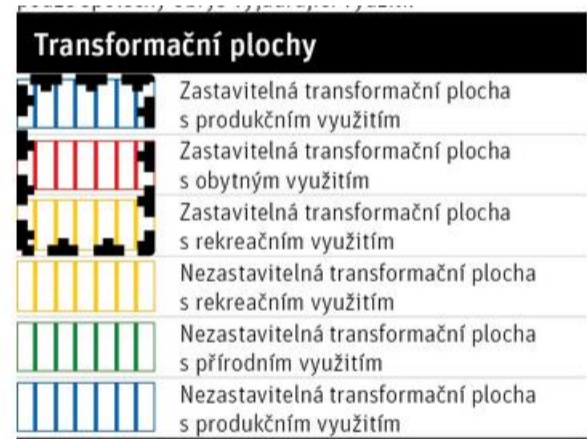 Transformační plochy
Zastavitelná transformační plocha
s produkčním využitím
Zastavitelná transformační plocha
s obytným využitím
Zastavitelná transformační plocha
s rekreačním využitím
Nezastavitelná transformační plocha
s rekreačním využitím
Nezastavitelná transformační plocha
s přírodním využitím
Nezastavitelná transformační plocha
s produkčním využitím